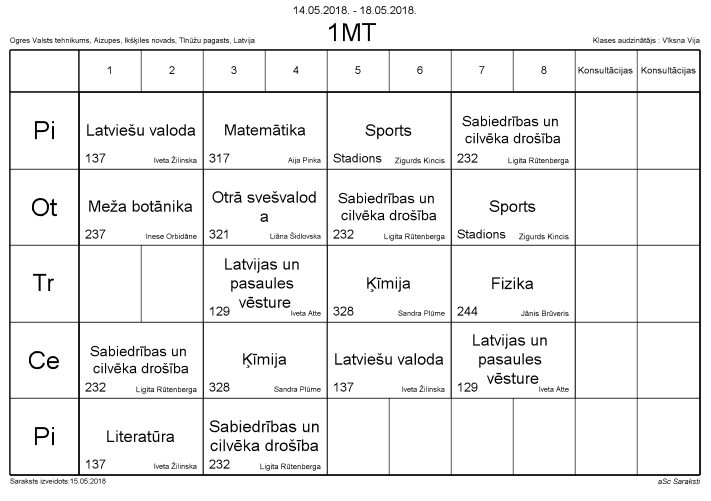 14.05.2018. - 18.05.2018.
1MT
Ogres Valsts tehnikums, Aizupes, Ikšķiles novads, Tīnūžu pagasts, Latvija
Klases audzinātājs : Vīksna Vija
1 2 3 4 5 6 7 8 Konsultācijas Konsultācijas
Pi
Latviešu valoda
137 Iveta Žilinska
Matemātika
317 Aija Pinka
Sports
Stadions Zigurds Kincis
Sabiedrības un
cilvēka drošība
232 Ligita Rūtenberga
Ot
Meža botānika
237 Inese Orbidāne
Otrā svešvalod
a
321 Liāna Šidlovska
Sabiedrības un
cilvēka drošība
232 Ligita Rūtenberga
Sports
Stadions Zigurds Kincis
Tr
Latvijas un
pasaules
vēsture
129 Iveta Atte
Ķīmija
328 Sandra Plūme
Fizika
244 Jānis Brūveris
Ce
Sabiedrības un
cilvēka drošība
232 Ligita Rūtenberga
Ķīmija
328 Sandra Plūme
Latviešu valoda
137 Iveta Žilinska
Latvijas un
pasaules
vēsture
129 Iveta Atte
Pi
Literatūra
137 Iveta Žilinska
Sabiedrības un
cilvēka drošība
232 Ligita Rūtenberga
Saraksts izveidots:15.05.2018
aSc Saraksti